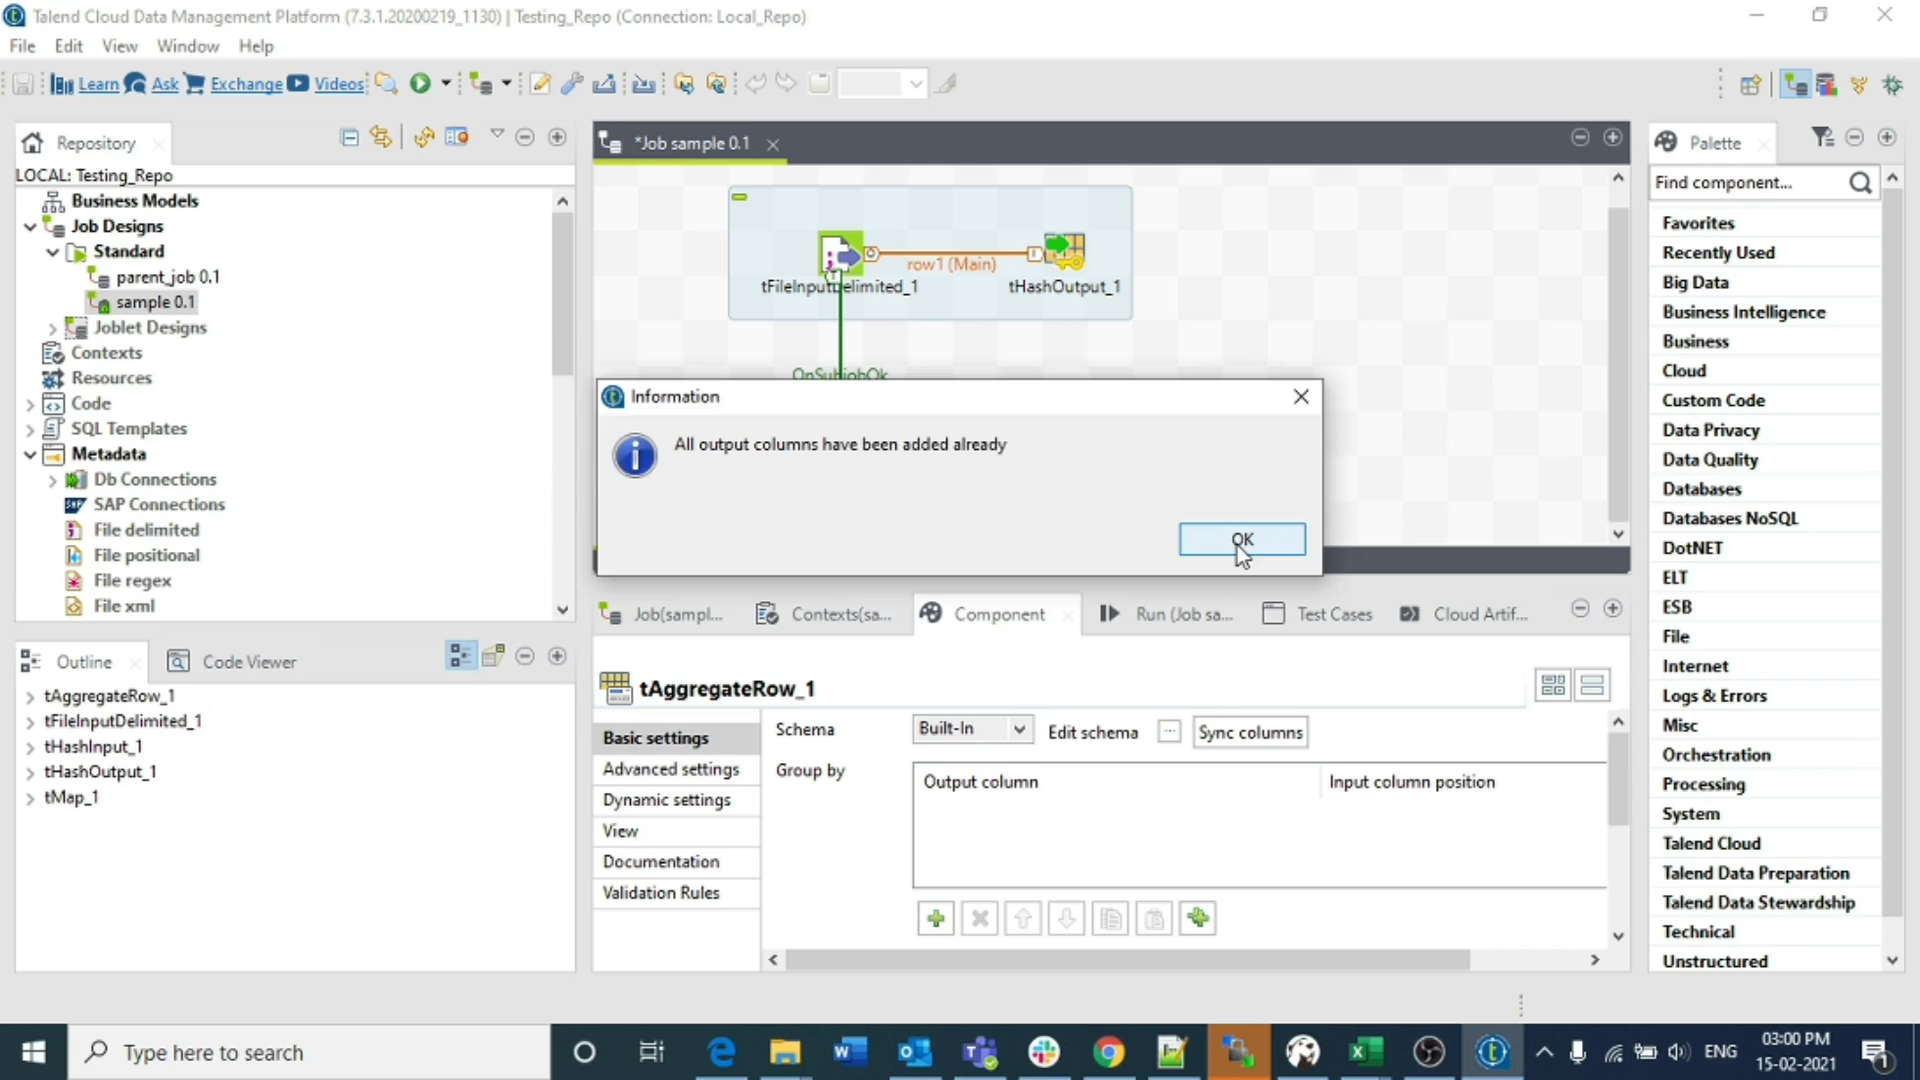 Talend Cloud Data Management Platform (7.3.1.20200219_1130) | Testing_Repo (Connection: Local_Repo)
File Edit View Window Help
Learn Ask Exchange Videos
Repository
LOCAL: Testing_Repo
Business Models
Job Designs
Standard
parent_job 0.1
sample 0.1
Joblet Designs
Contexts
Resources
Code
SQL Templates
Metadata
Db Connections
SAP Connections
File delimited
File positional
File regex
File xml
Outline
Code Viewer
tAggregateRow_1
tFileInputDelimited_1
tHashInput_1
tHashOutput_1
tMap_1
*Job sample 0.1
row1 (Main)
tFileInputDelimited_1
tHashOutput_1
OnSubjobOk
Information
All output columns have been added already
OK
Job(sampl...
Contexts(sa...
Component
Run (Job sa...
Test Cases
Cloud Artif...
tAggregateRow_1
Basic settings
Advanced settings
Dynamic settings
View
Documentation
Validation Rules
Schema
Built-In
Edit schema
...
Sync columns
Group by
Output column
Input column position
Palette
Find component...
Favorites
Recently Used
Big Data
Business Intelligence
Business
Cloud
Custom Code
Data Privacy
Data Quality
Databases
Databases NoSQL
DotNET
ELT
ESB
File
Internet
Logs & Errors
Misc
Orchestration
Processing
System
Talend Cloud
Talend Data Preparation
Talend Data Stewardship
Technical
Unstructured
Type here to search
ENG
03:00 PM
15-02-2021
1